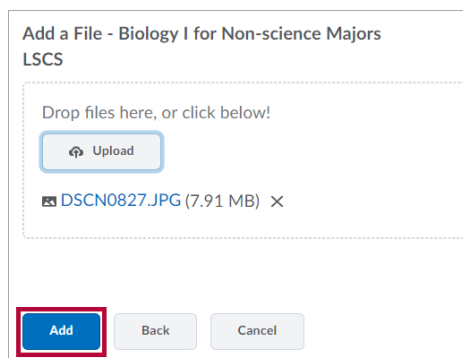 Add a File - Biology I for Non-science Majors
LSCS
Drop files here, or click below!
Upload
DSCN0827.JPG (7.91 MB)
Add Back Cancel